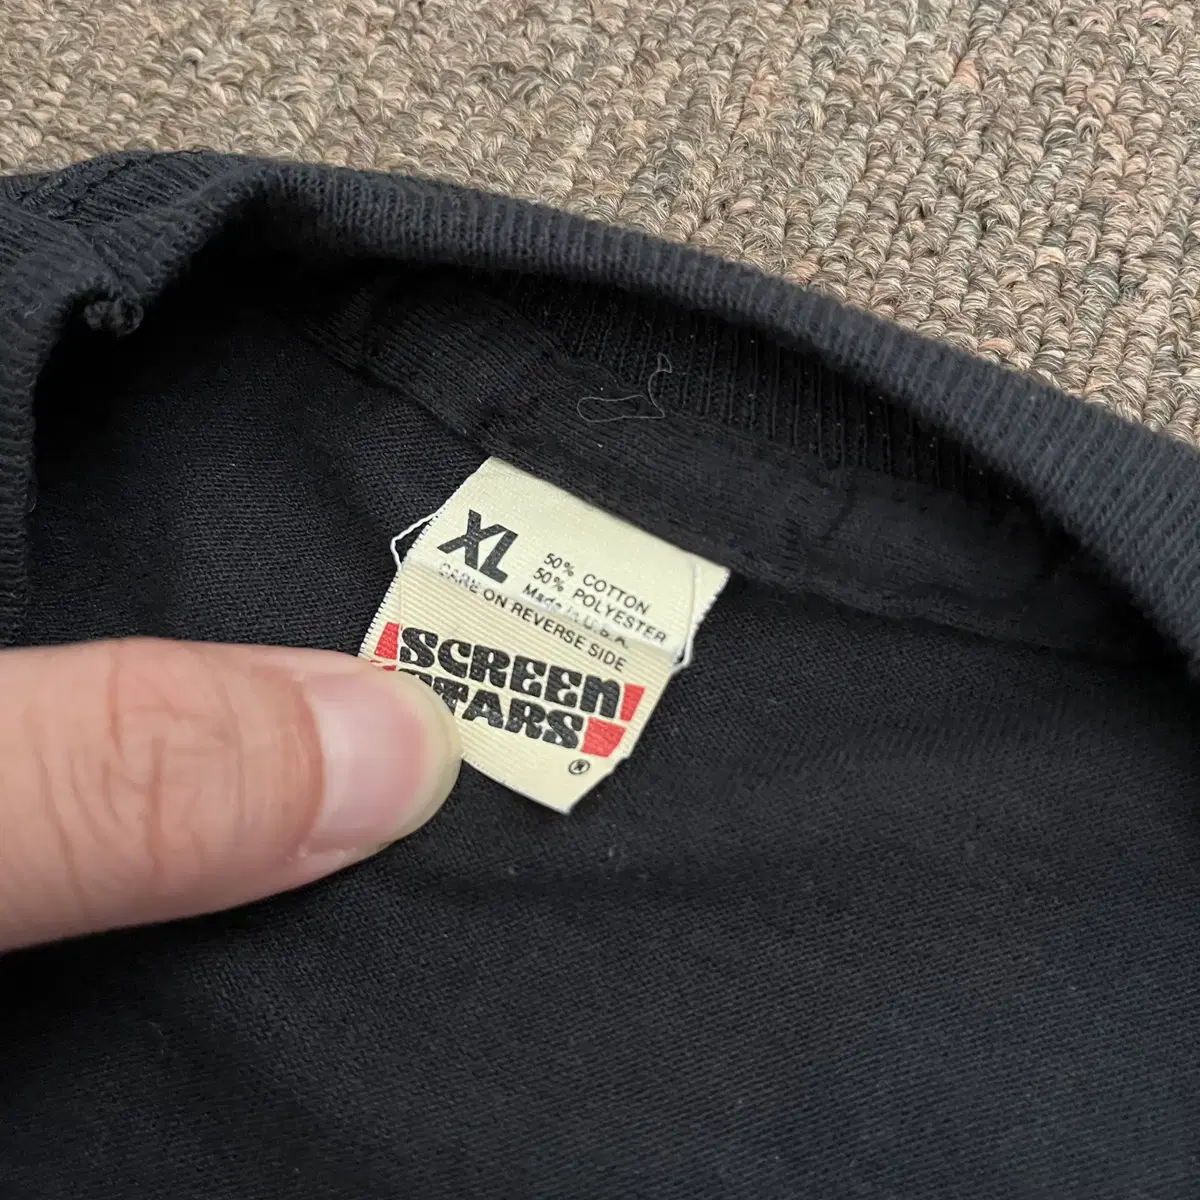 XL
50% COTTON
50% POLYESTER
Made in U.S.A.
CARE ON REVERSE SIDE
SCREEN
STARS
®